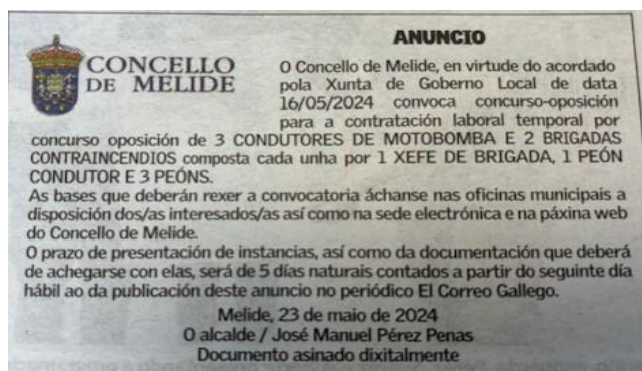 ANUNCIO
CONCELLO
DE MELIDE
O Concello de Melide, en virtude do acordado
pola Xunta de Goberno Local de data
16/05/2024 convoca concurso-oposición
para a contratación laboral temporal por
concurso oposición de 3 CONDUTORES DE MOTOBOMBA E 2 BRIGADAS
CONTRAINCENDIOS composta cada unha por 1 XEFE DE BRIGADA, 1 PEÓN
CONDUTOR E 3 PEÓNS.
As bases que deberán rexer a convocatoria áchanse nas oficinas municipais a
disposición dos/as interesados/as así como na sede electrónica e na páxina web
do Concello de Melide.
O prazo de presentación de instancias, así como da documentación que deberá
de achegarse con elas, será de 5 días naturais contados a partir do seguinte día
hábil ao da publicación deste anuncio no periódico El Correo Gallego.
Melide, 23 de maio de 2024
O alcalde / José Manuel Pérez Penas
Documento asinado dixitalmente